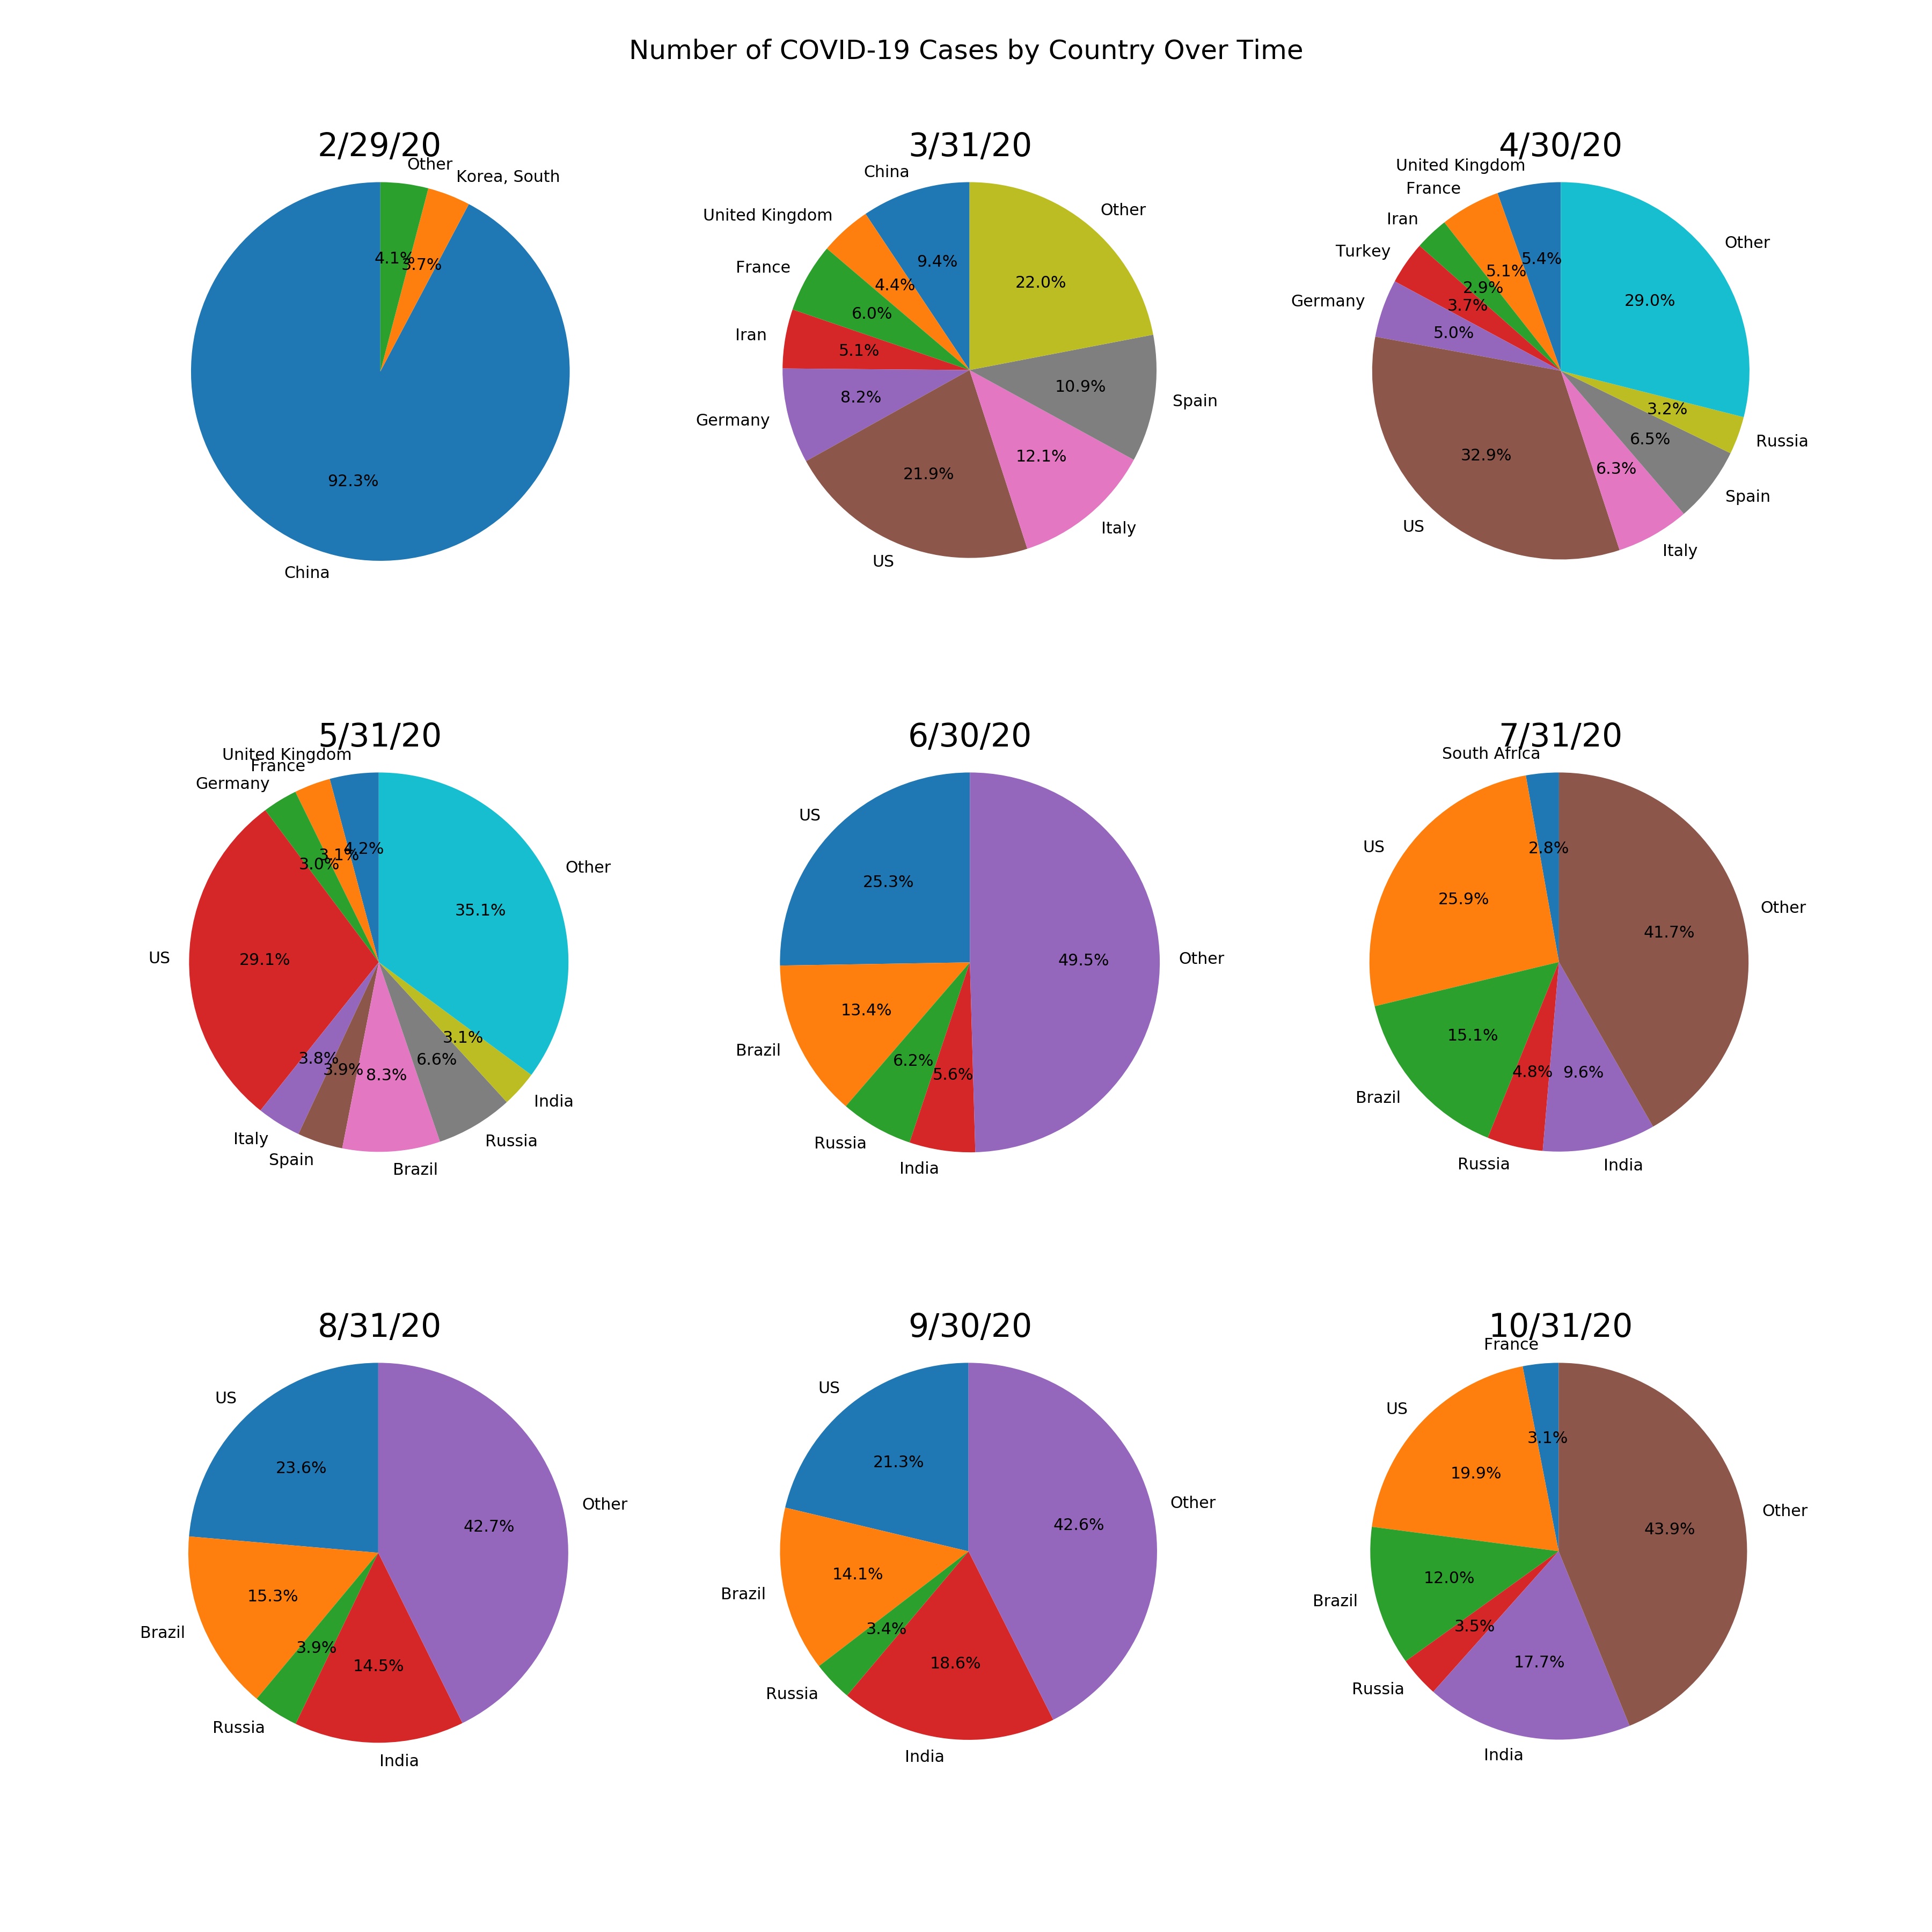 Number of COVID-19 Cases by Country Over Time
2/29/20
Other
Korea, South
4.1%
3.7%
92.3%
China
3/31/20
China
United Kingdom
France
Iran
Germany
US
Italy
Spain
Other
9.4%
4.4%
6.0%
5.1%
8.2%
21.9%
12.1%
10.9%
22.0%
4/30/20
United Kingdom
France
Iran
Turkey
Germany
US
Italy
Spain
Russia
Other
5.4%
5.1%
2.9%
3.7%
5.0%
32.9%
6.3%
6.5%
3.2%
29.0%
5/31/20
United Kingdom
France
Germany
US
Italy
Spain
Brazil
Russia
India
Other
4.2%
3.1%
3.0%
29.1%
3.8%
3.9%
8.3%
6.6%
3.1%
35.1%
6/30/20
US
Brazil
Russia
India
Other
25.3%
13.4%
6.2%
5.6%
49.5%
7/31/20
South Africa
US
Brazil
Russia
India
Other
2.8%
25.9%
15.1%
4.8%
9.6%
41.7%
8/31/20
US
Brazil
Russia
India
Other
23.6%
15.3%
3.9%
14.5%
42.7%
9/30/20
US
Brazil
Russia
India
Other
21.3%
14.1%
3.4%
18.6%
42.6%
10/31/20
France
US
Brazil
Russia
India
Other
3.1%
19.9%
12.0%
3.5%
17.7%
43.9%